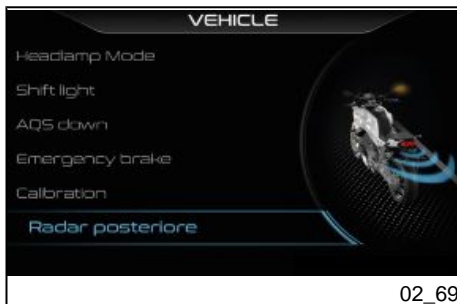 VEHICLE
Headlamp Mode
Shift light
AQS down
Emergency brake
Calibration
Radar posteriore
02_69